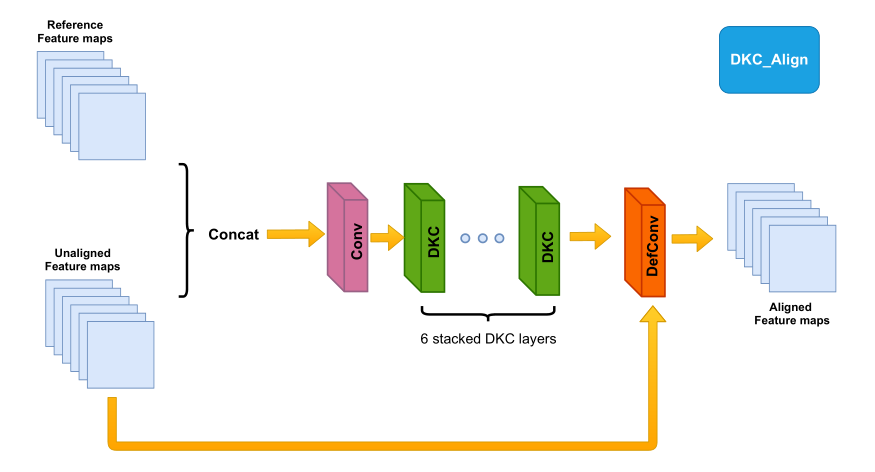 Reference
Feature maps
DKC_Align
Unaligned
Feature maps
Concat
Conv
DKC
DKC
DefConv
6 stacked DKC layers
Aligned
Feature maps